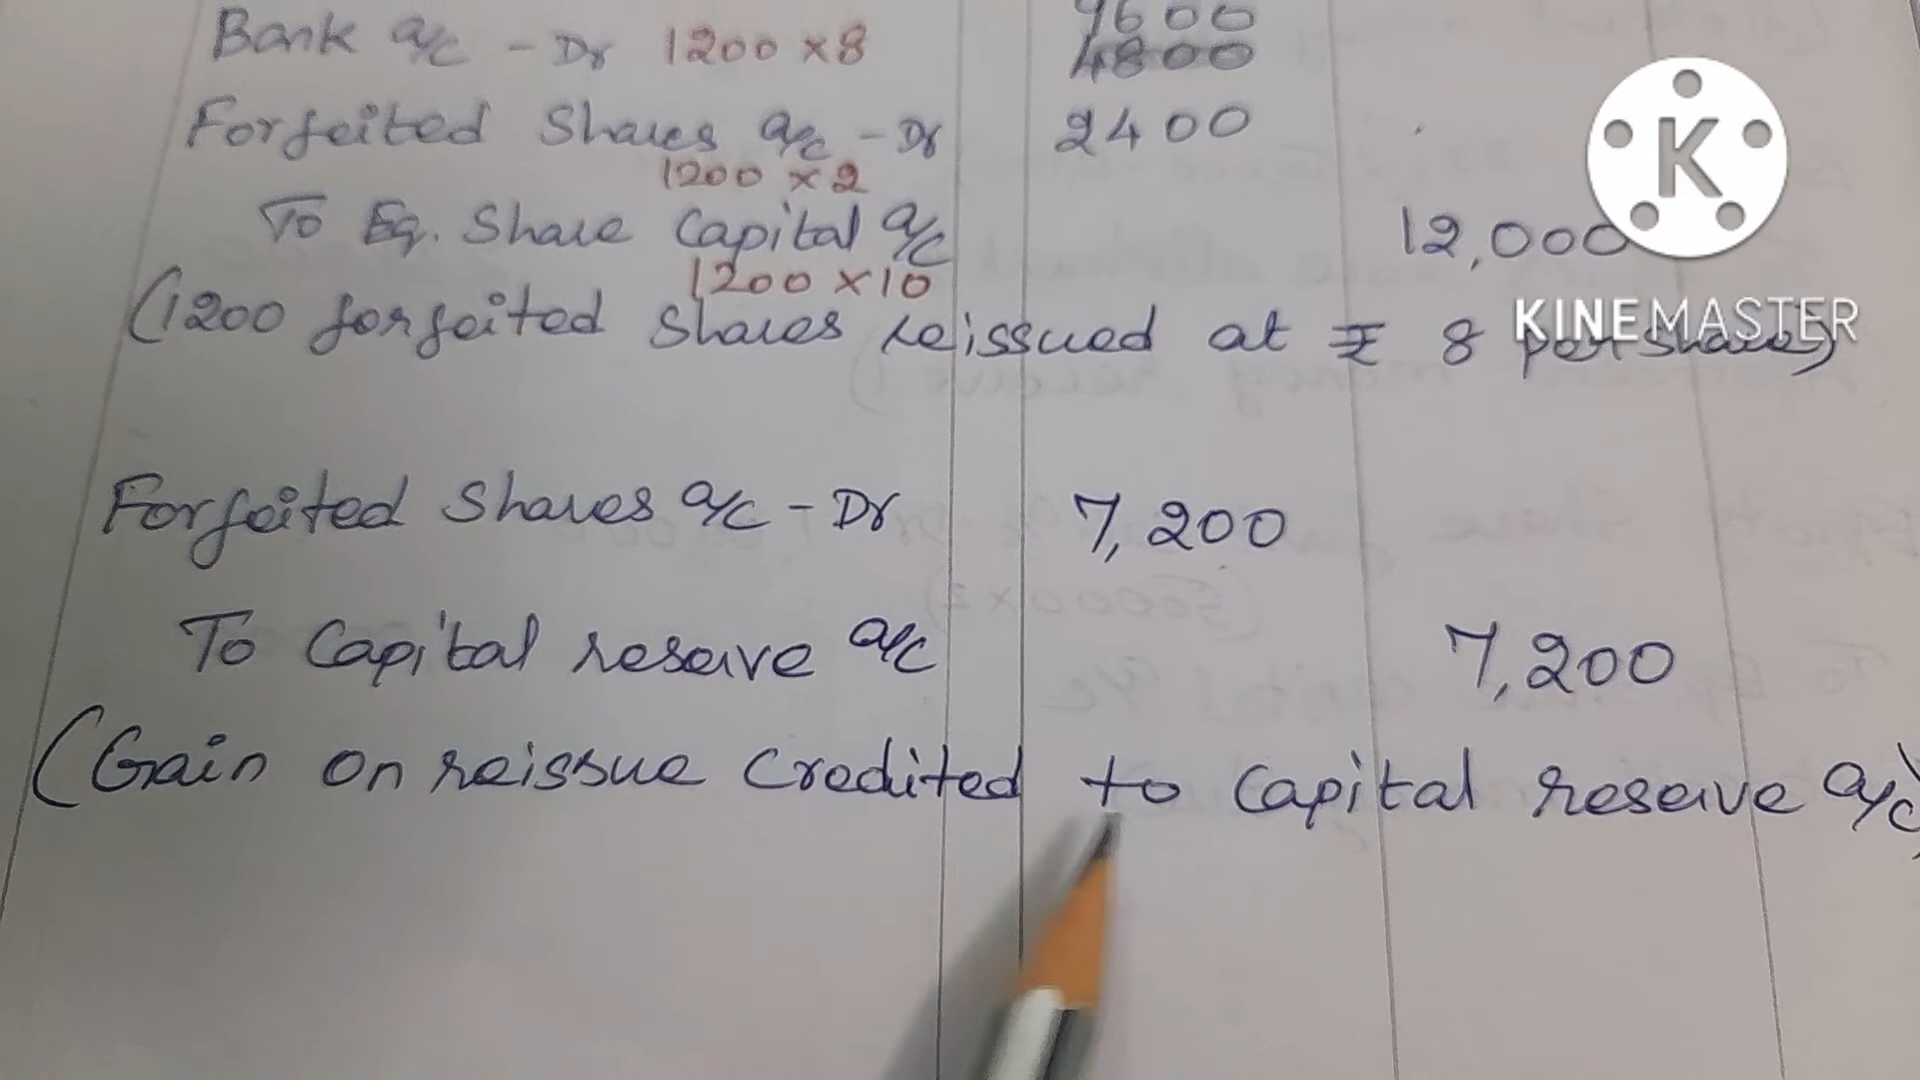 Bank a/c - Dr 1200 × 8 9600
4800
Forfeited Shares a/c - Dr 2400
1200 × 2
To Eq. Share Capital a/c 12,000
1200 × 10
(1200 forfeited Shares reissued at ₹ 8 per share)
K
KINEMASTER
Forfeited Shares a/c - Dr 7,200
To Capital reserve a/c 7,200
(Gain on reissue Credited to Capital reserve a/c)